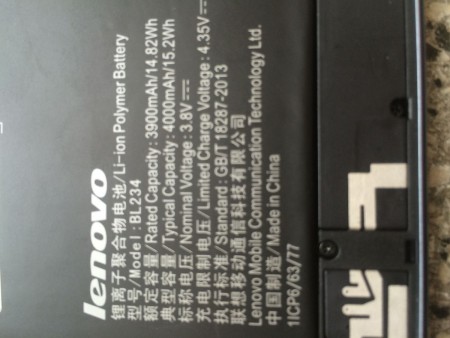 lenovo
锂离子聚合物电池/Li-ion Polymer Battery
型号/Model : BL234
额定容量/Rated Capacity : 3900mAh/14.82Wh
典型容量/Typical Capacity : 4000mAh/15.2Wh
标称电压/Nominal Voltage : 3.8V⎓
充电限制电压/Limited Charge Voltage : 4.35V⎓
执行标准/Standard : GB/T 18287-2013
联想移动通信科技有限公司
Lenovo Mobile Communication Technology Ltd.
中国制造/Made in China
1ICP6/63/77